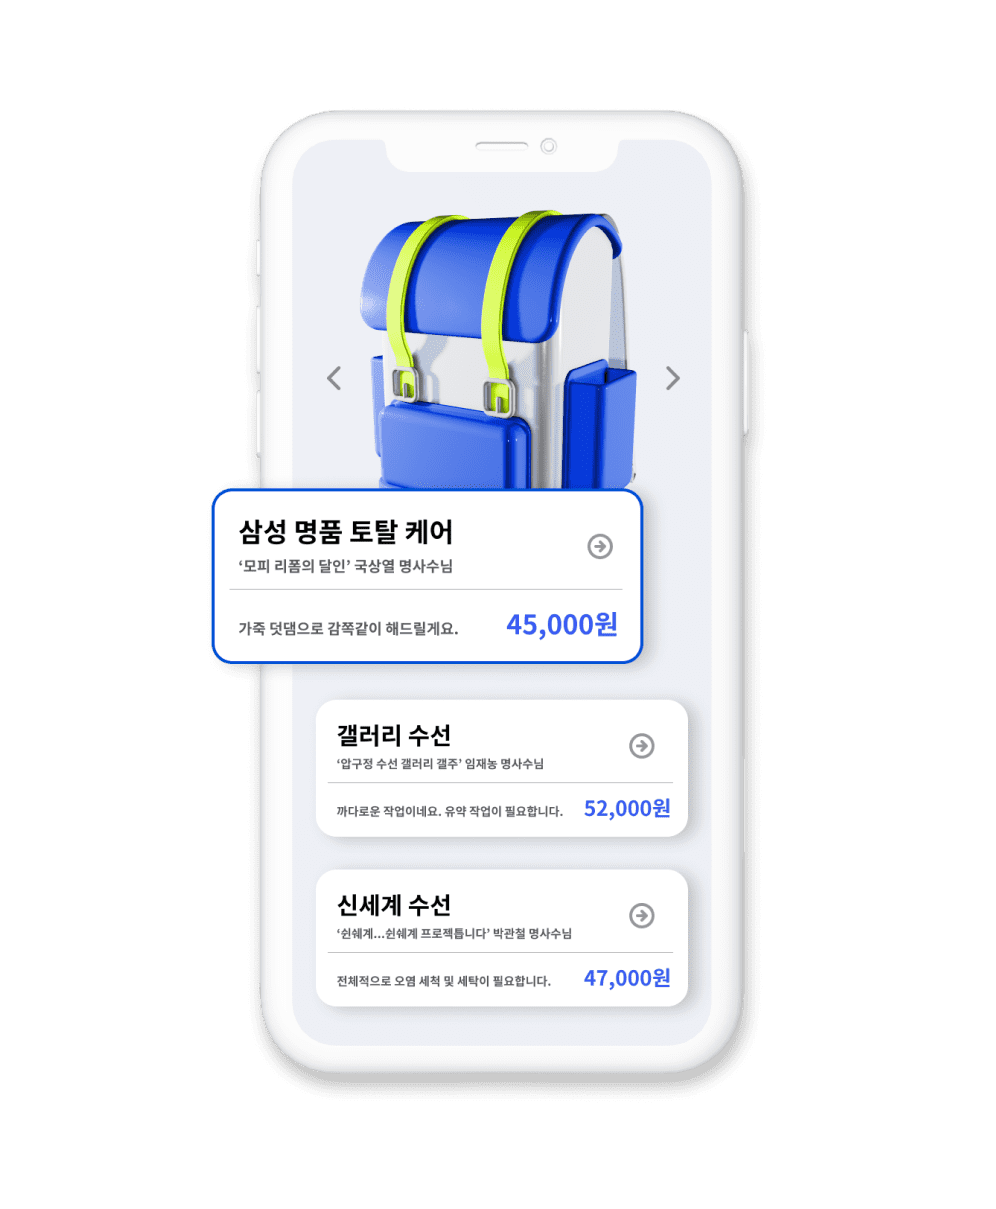 삼성 명품 토탈 케어
‘모피 리폼의 달인’ 국상열 명사수님
가죽 덧댐으로 감쪽같이 해드릴게요.
45,000원
갤러리 수선
‘압구정 수선 갤러리 갤주’ 임재농 명사수님
까다로운 작업이네요. 유약 작업이 필요합니다.
52,000원
신세계 수선
‘쉰쉐계...쉰쉐계 프로젝틉니다’ 박관철 명사수님
전체적으로 오염 세척 및 세탁이 필요합니다.
47,000원